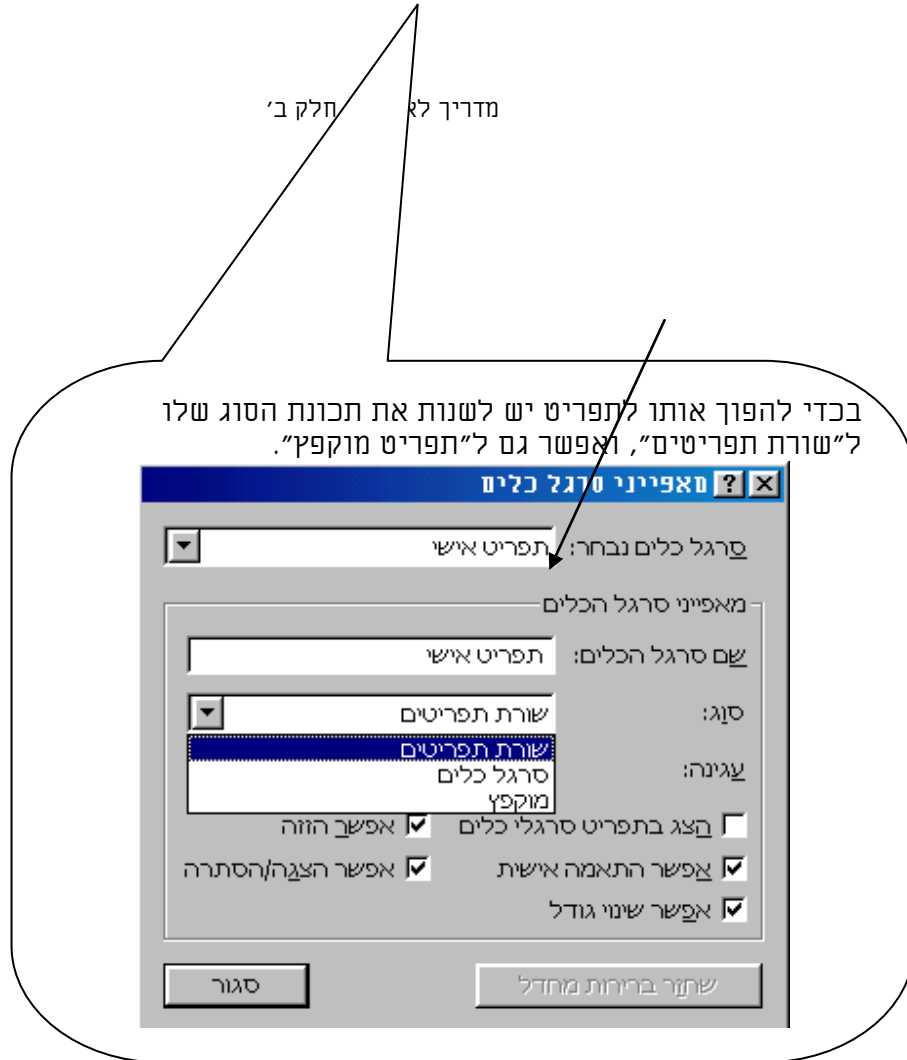 מדריך חלק ב'
בכדי להפוך אותו לתפריט יש לשנות את תכונת הסוג שלו
ל"שורת תפריטים", ואפשר גם ל"תפריט מוקפץ".
מאפייני סרגל כלים
סרגל כלים נבחר: תפריט אישי
מאפייני סרגל הכלים
שם סרגל הכלים: תפריט אישי
סוג: שורת תפריטים
שורת תפריטים
סרגל כלים
עגינה:
מוקפץ
הצג בתפריט סרגלי כלים אפשר הזזה
אפשר התאמה אישית אפשר הצגה/הסתרה
אפשר שינוי גודל
שחזר ברירות מחדל סגור